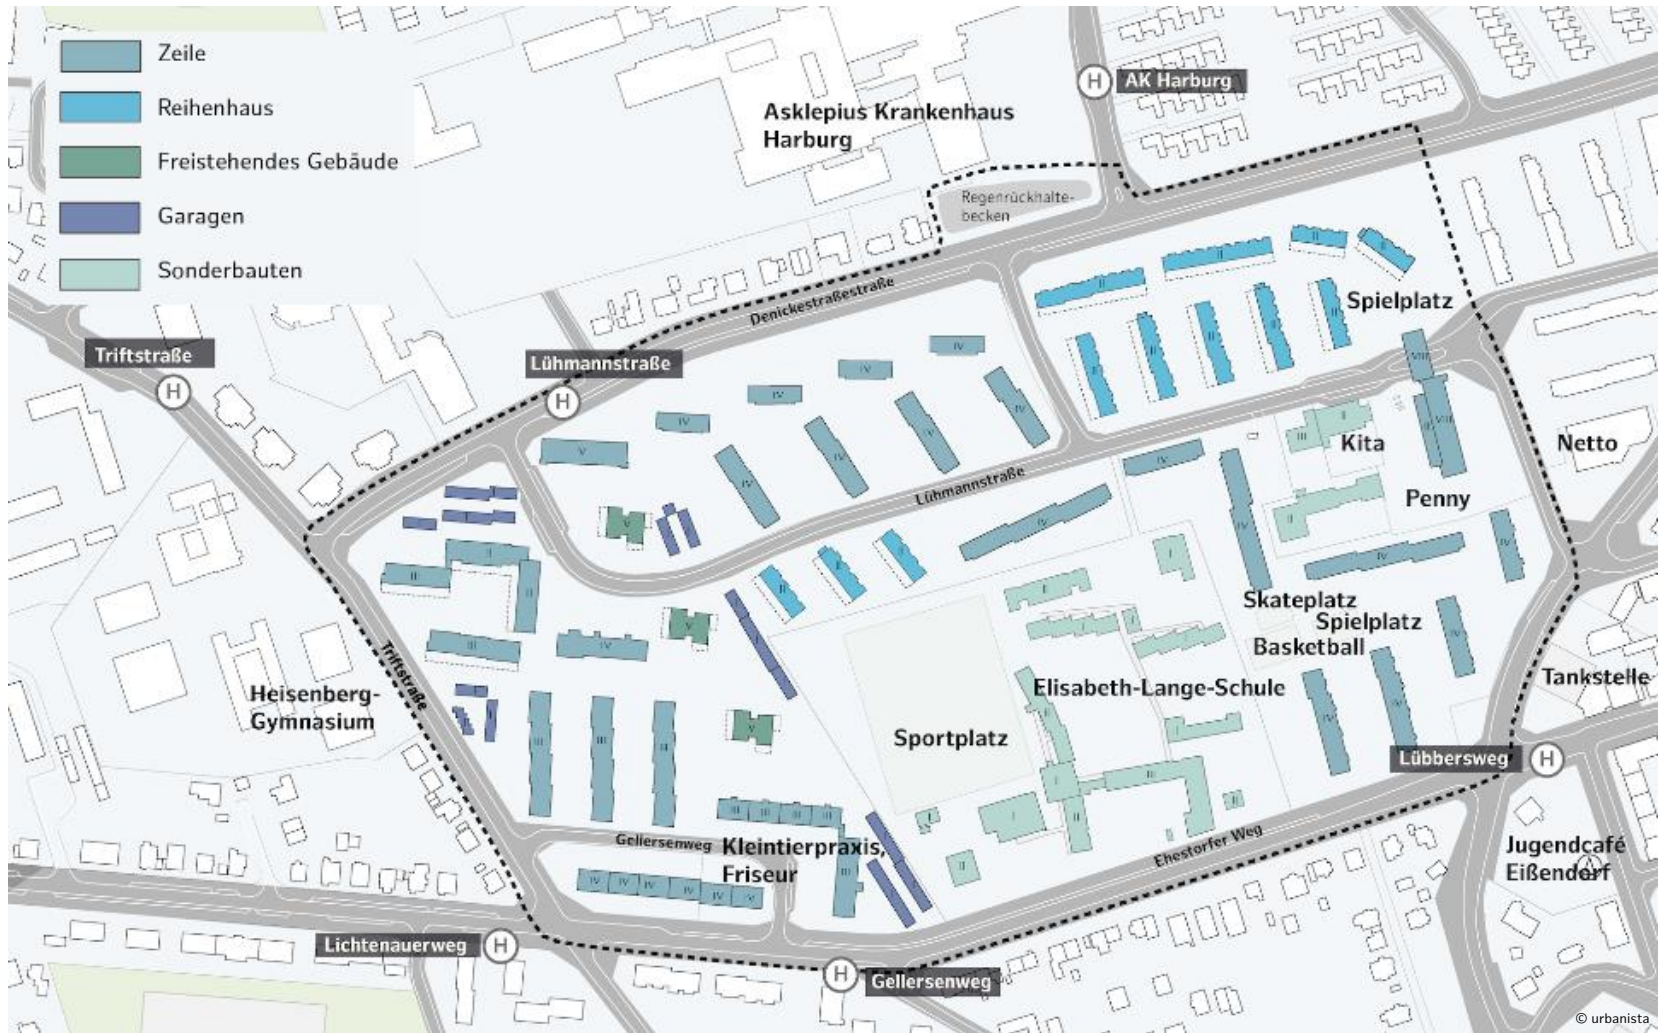 Zeile
Reihenhaus
Freistehendes Gebäude
Garagen
Sonderbauten
H AK Harburg
Asklepius Krankenhaus
Harburg
Regenrückhalte-
becken
Denickestraßestraße
Spielplatz
Triftstraße
H
Lühmannstraße
H
Kita
Netto
Penny
Lühmannstraße
Skateplatz
Spielplatz
Basketball
Triftstraße
Tankstelle
Heisenberg-
Gymnasium
Elisabeth-Lange-Schule
Sportplatz
Lübbersweg H
Gellersenweg
Kleintierpraxis,
Friseur
Ehestorfer Weg
Jugendcafé
Eißendorf
Lichtenauerweg H
H Gellersenweg
© urbanista